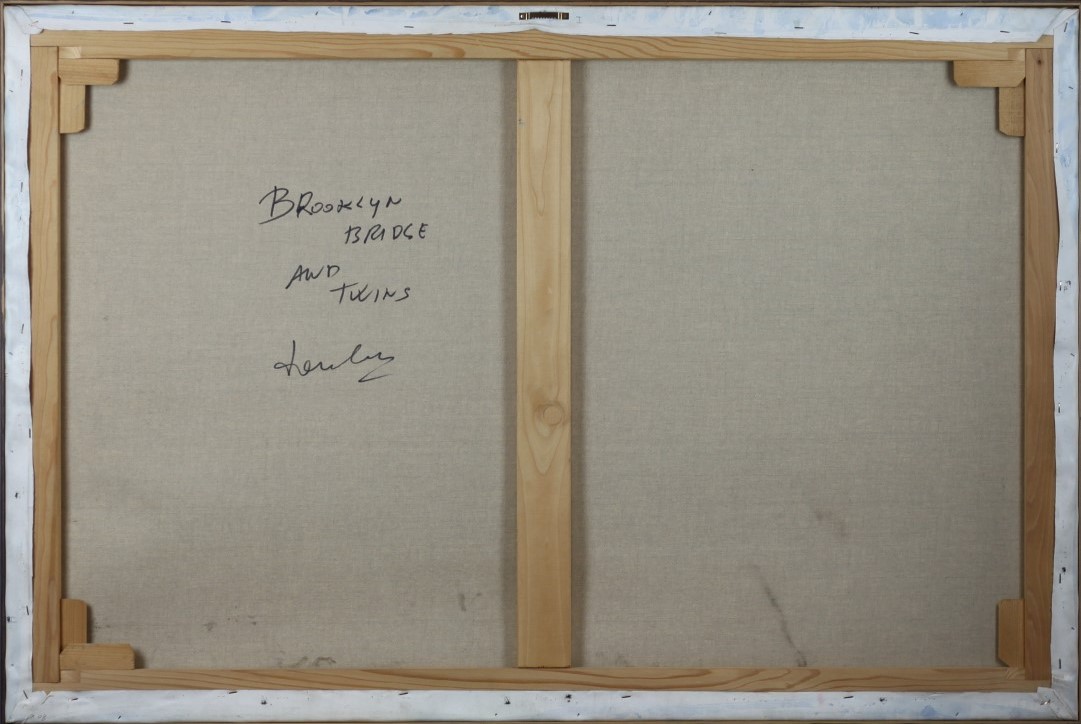 BROOKLYN
BRIDGE
AND
TWINS